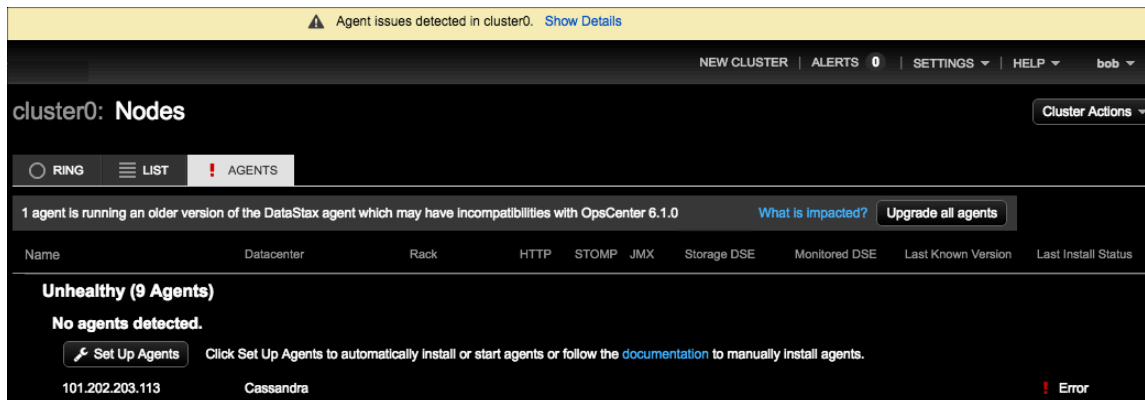 Agent issues detected in cluster0. Show Details
NEW CLUSTER | ALERTS 0 | SETTINGS | HELP bob
cluster0: Nodes
Cluster Actions
RING LIST ! AGENTS
1 agent is running an older version of the DataStax agent which may have incompatibilities with OpsCenter 6.1.0 What is impacted? Upgrade all agents
Name Datacenter Rack HTTP STOMP JMX Storage DSE Monitored DSE Last Known Version Last Install Status
Unhealthy (9 Agents)
No agents detected.
Set Up Agents Click Set Up Agents to automatically install or start agents or follow the documentation to manually install agents.
101.202.203.113 Cassandra ! Error